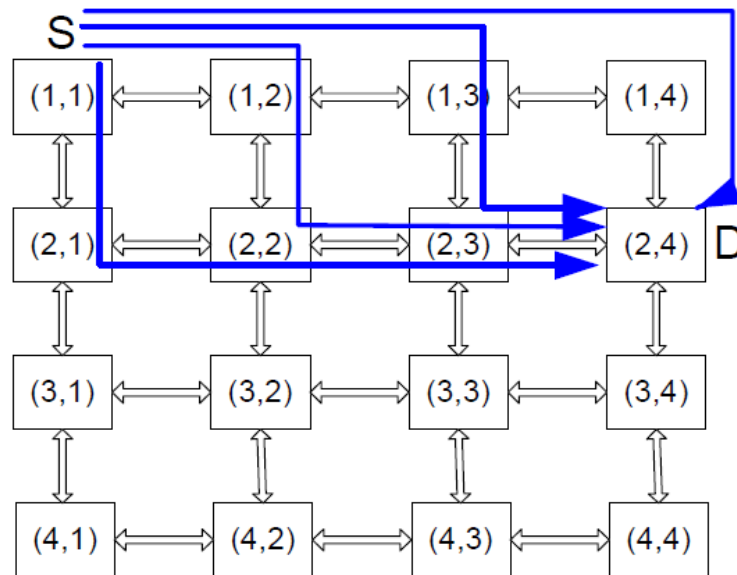 S
(1,1) (1,2) (1,3) (1,4)
(2,1) (2,2) (2,3) (2,4) D
(3,1) (3,2) (3,3) (3,4)
(4,1) (4,2) (4,3) (4,4)